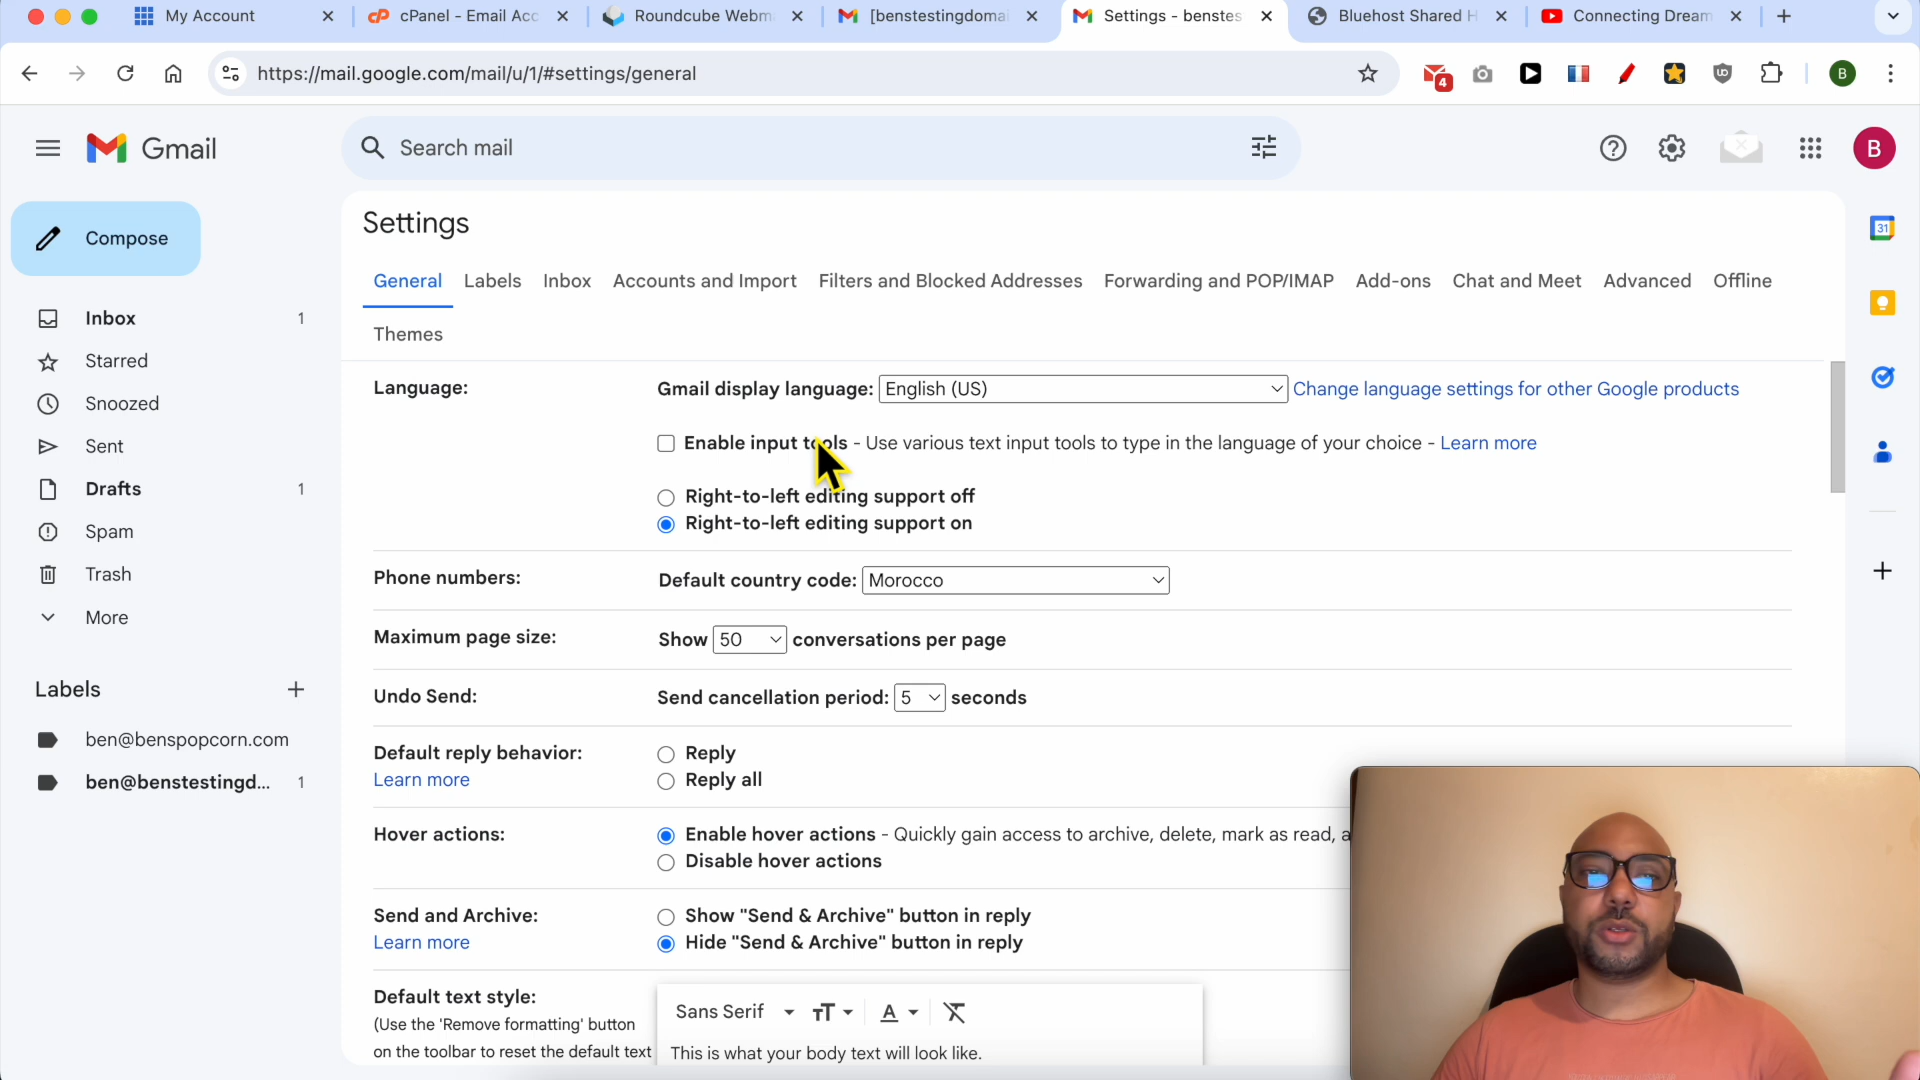 My Account
cPanel - Email Acc
Roundcube Webm
[benstestingdomai
Settings - benstes
Bluehost Shared H
Connecting Dream
https://mail.google.com/mail/u/1/#settings/general
4
B
Gmail
Search mail
B
Compose
Inbox 1
Starred
Snoozed
Sent
Drafts 1
Spam
Trash
More
Labels
ben@benspopcorn.com
ben@benstestingd... 1
Settings
General Labels Inbox Accounts and Import Filters and Blocked Addresses Forwarding and POP/IMAP Add-ons Chat and Meet Advanced Offline
Themes
Language: Gmail display language: English (US) Change language settings for other Google products
Enable input tools - Use various text input tools to type in the language of your choice - Learn more
Right-to-left editing support off
Right-to-left editing support on
Phone numbers: Default country code: Morocco
Maximum page size: Show 50 conversations per page
Undo Send: Send cancellation period: 5 seconds
Default reply behavior: Reply
Learn more Reply all
Hover actions: Enable hover actions - Quickly gain access to archive, delete, mark as read, a
Disable hover actions
Send and Archive: Show "Send & Archive" button in reply
Learn more Hide "Send & Archive" button in reply
Default text style: Sans Serif
(Use the 'Remove formatting' button
on the toolbar to reset the default text This is what your body text will look like.
31